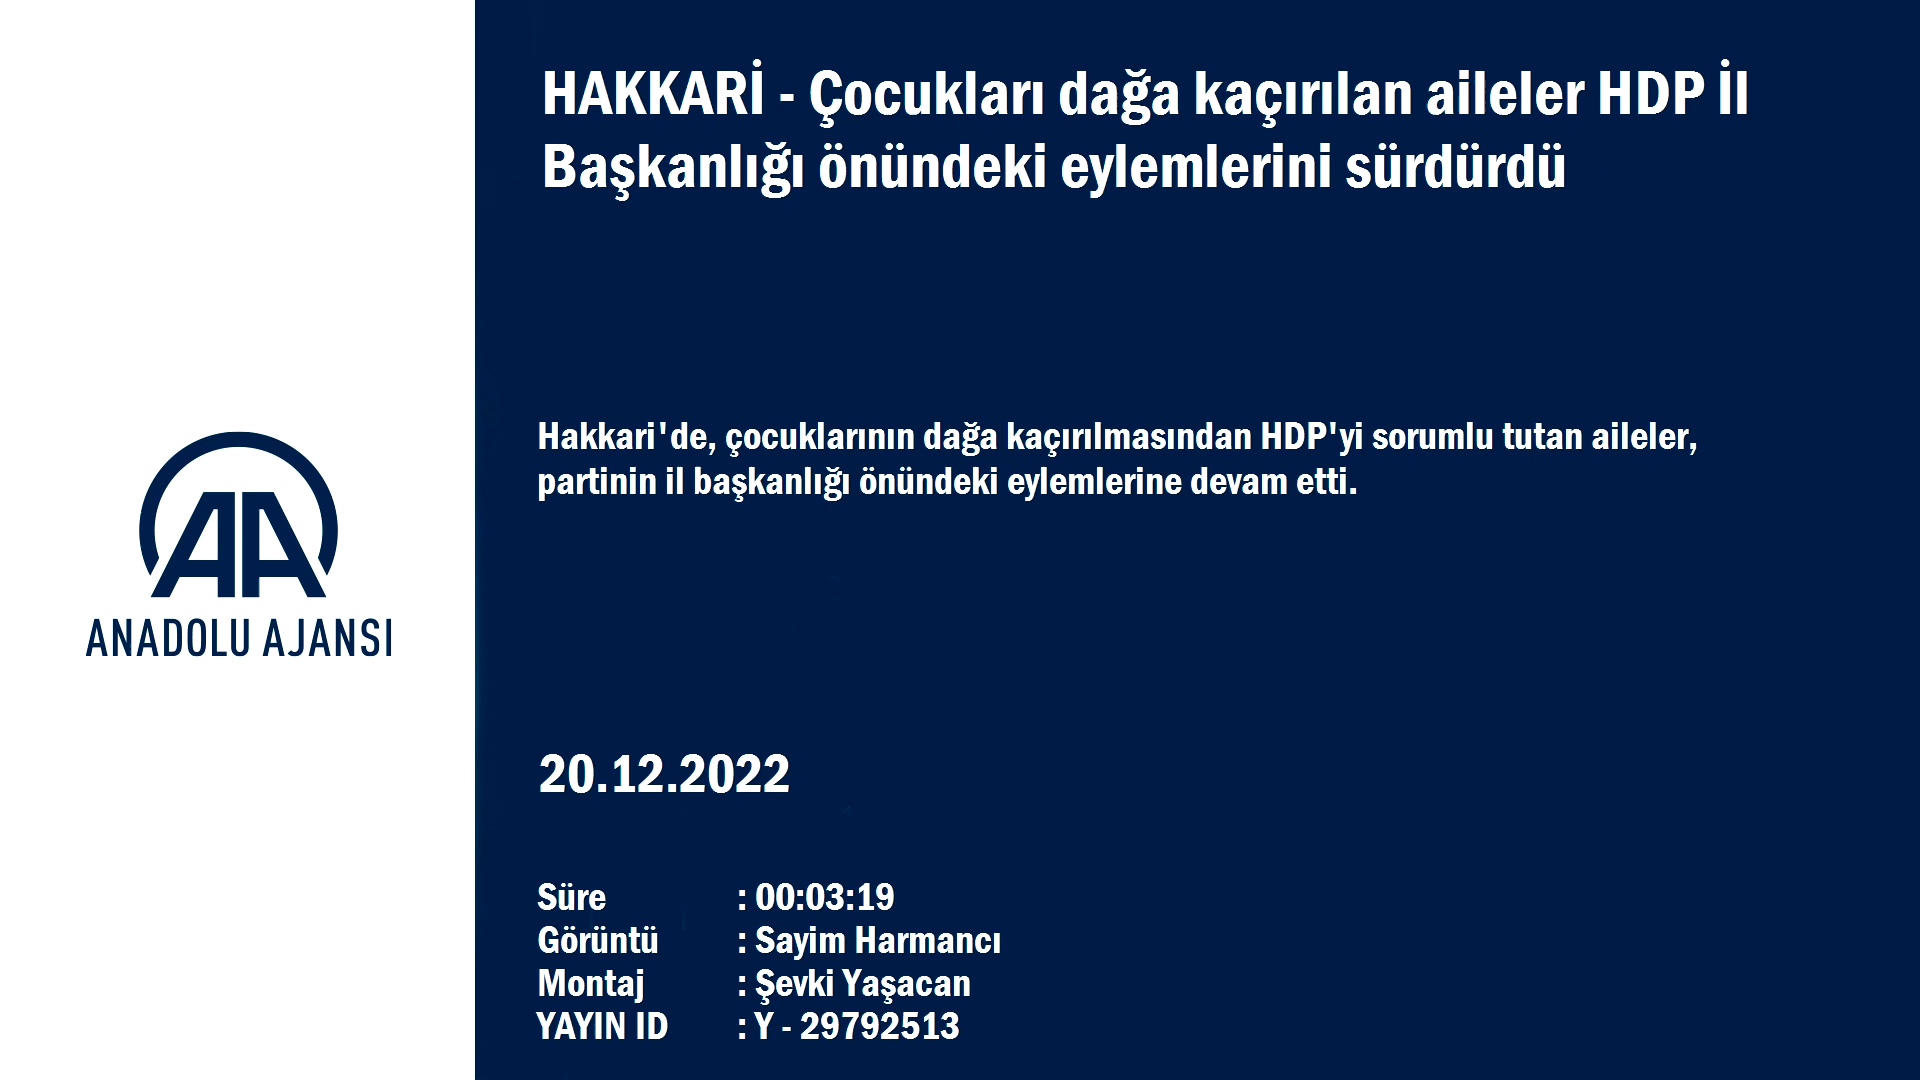 HAKKARİ - Çocukları dağa kaçırılan aileler HDP İl
Başkanlığı önündeki eylemlerini sürdürdü
Hakkari'de, çocuklarının dağa kaçırılmasından HDP'yi sorumlu tutan aileler,
partinin il başkanlığı önündeki eylemlerine devam etti.
AA
ANADOLU AJANSI
20.12.2022
Süre : 00:03:19
Görüntü : Sayim Harmancı
Montaj : Şevki Yaşacan
YAYIN ID : Y - 29792513